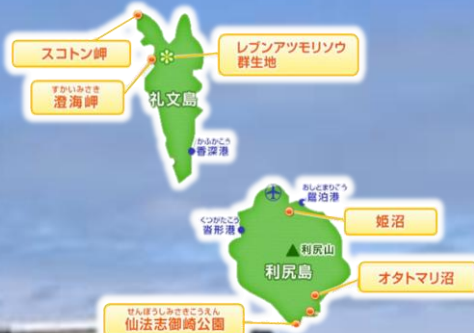 スコトン岬
レブンアツモリソウ
群生地
すかいみさき
澄海岬
礼文島
かふかこう
香深港
おしどまりこう
鴛泊港
姫沼
くつがたこう
沓形港
利尻山
利尻島
オタトマリ沼
せんぽうしみさきこうえん
仙法志御崎公園